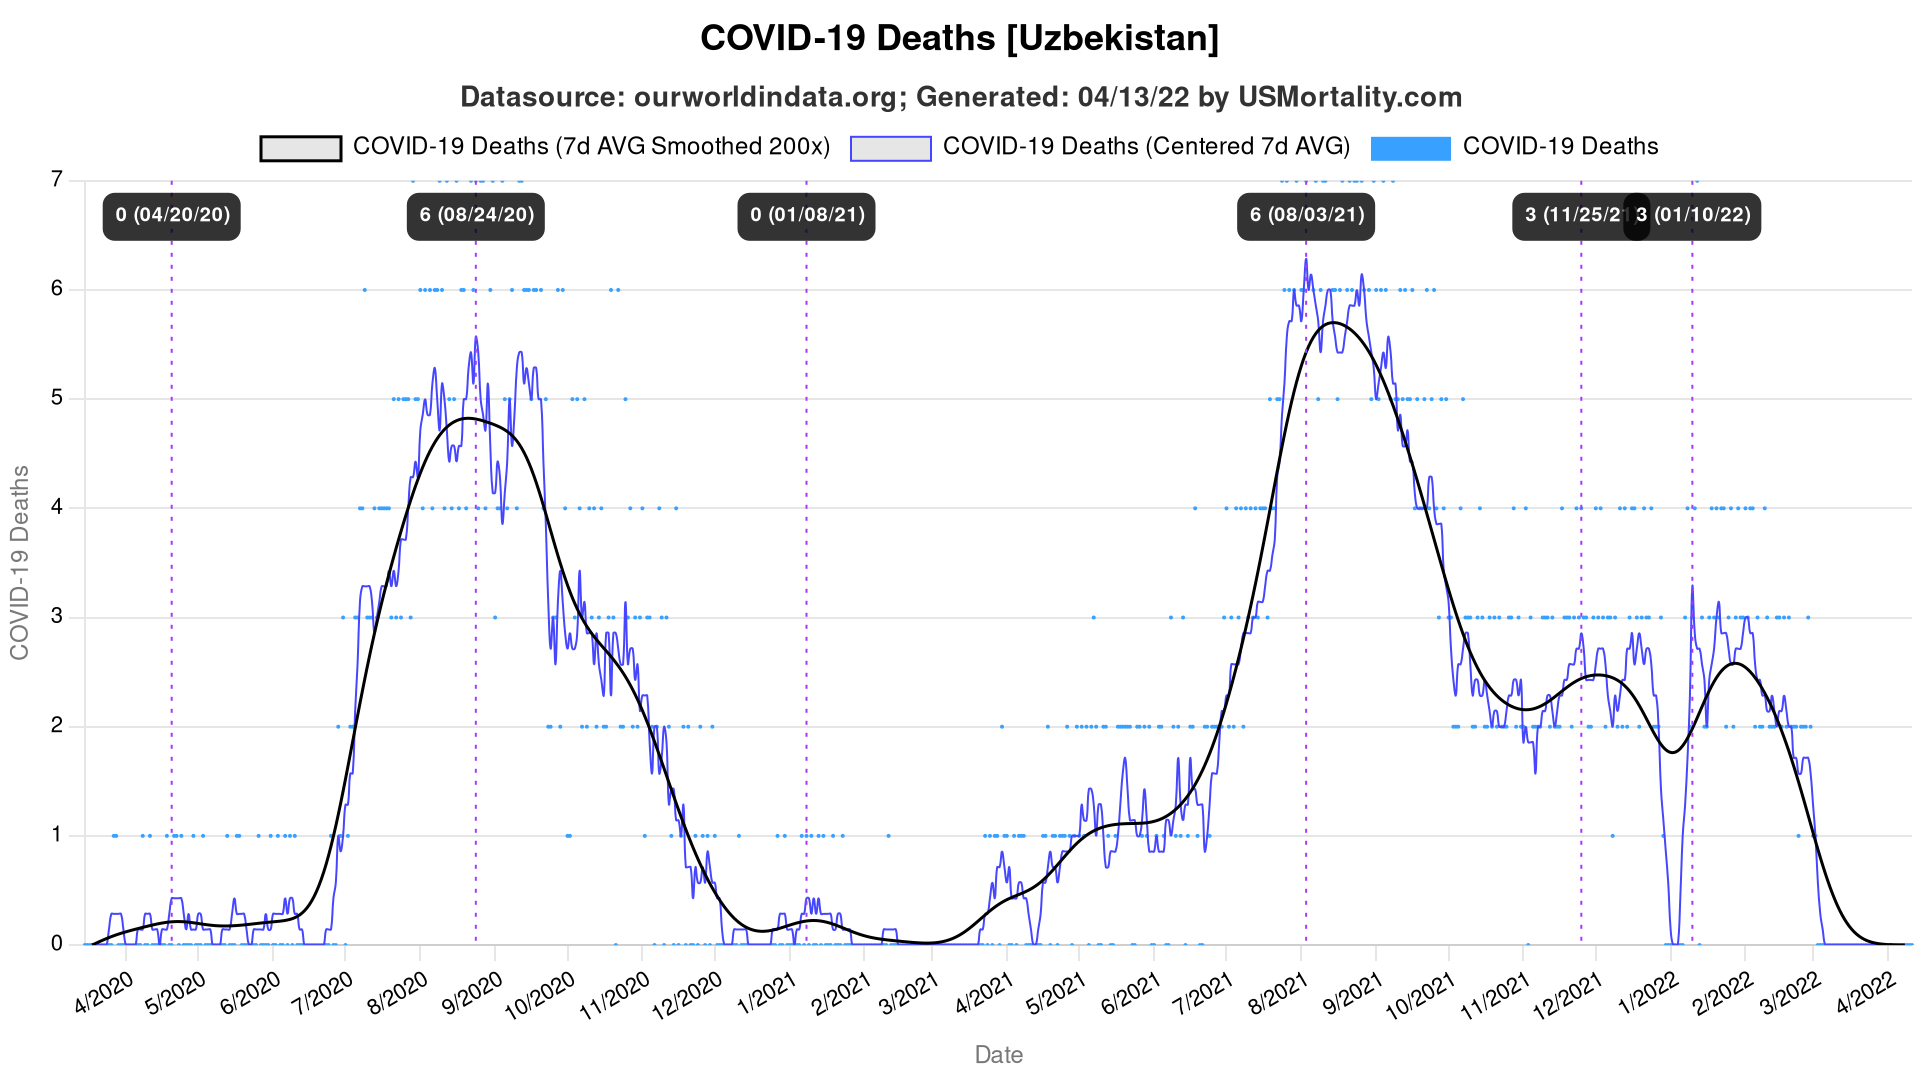 COVID-19 Deaths [Uzbekistan]
Datasource: ourworldindata.org; Generated: 04/13/22 by USMortality.com
COVID-19 Deaths (7d AVG Smoothed 200x) COVID-19 Deaths (Centered 7d AVG) COVID-19 Deaths
7
0 (04/20/20) 6 (08/24/20) 0 (01/08/21) 6 (08/03/21) 3 (11/25/21) 3 (01/10/22)
6
5
4
3
2
1
0
COVID-19 Deaths
4/2020 5/2020 6/2020 7/2020 8/2020 9/2020 10/2020 11/2020 12/2020 1/2021 2/2021 3/2021 4/2021 5/2021 6/2021 7/2021 8/2021 9/2021 10/2021 11/2021 12/2021 1/2022 2/2022 3/2022 4/2022
Date